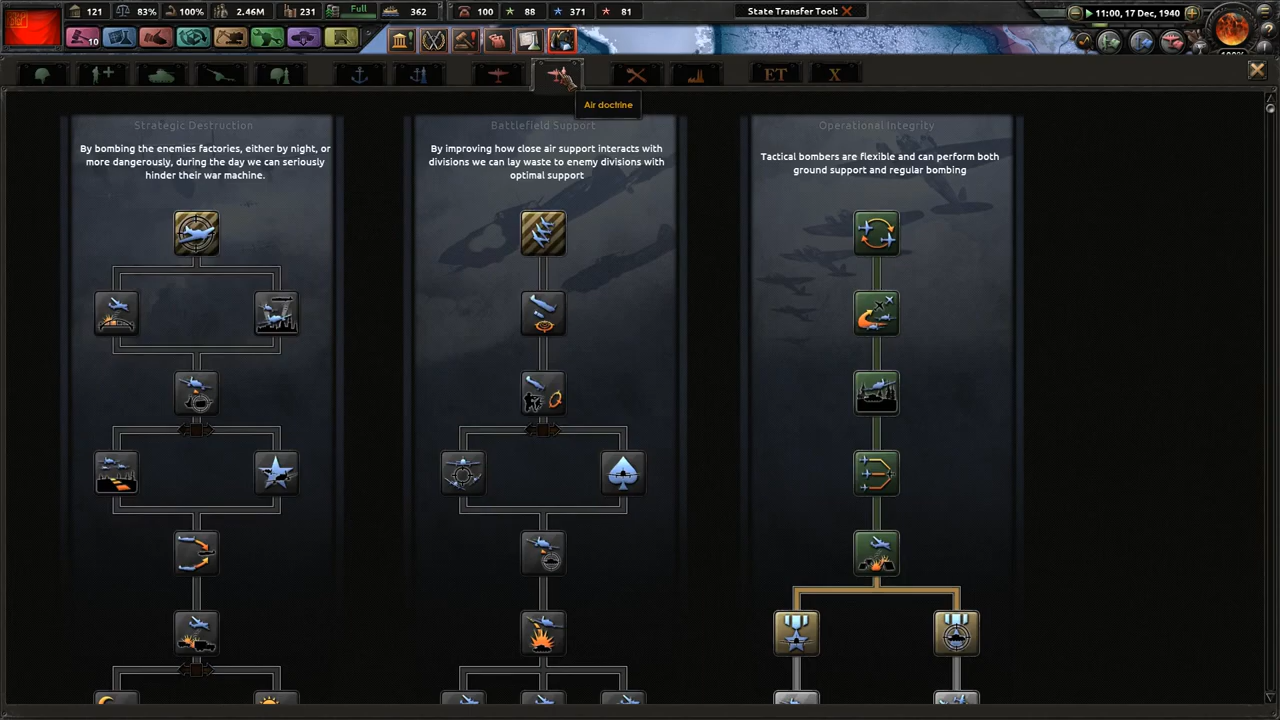 121
83%
100%
2.46M
231
Full
362
100
88
371
81
State Transfer Tool:
11:00, 17 Dec, 1940
10
100%
ET
X
Air doctrine
Strategic Destruction
By bombing the enemies factories, either by night, or
more dangerously, during the day we can seriously
hinder their war machine.
Battlefield Support
By improving how close air support interacts with
divisions we can lay waste to enemy divisions with
optimal support
Operational Integrity
Tactical bombers are flexible and can perform both
ground support and regular bombing